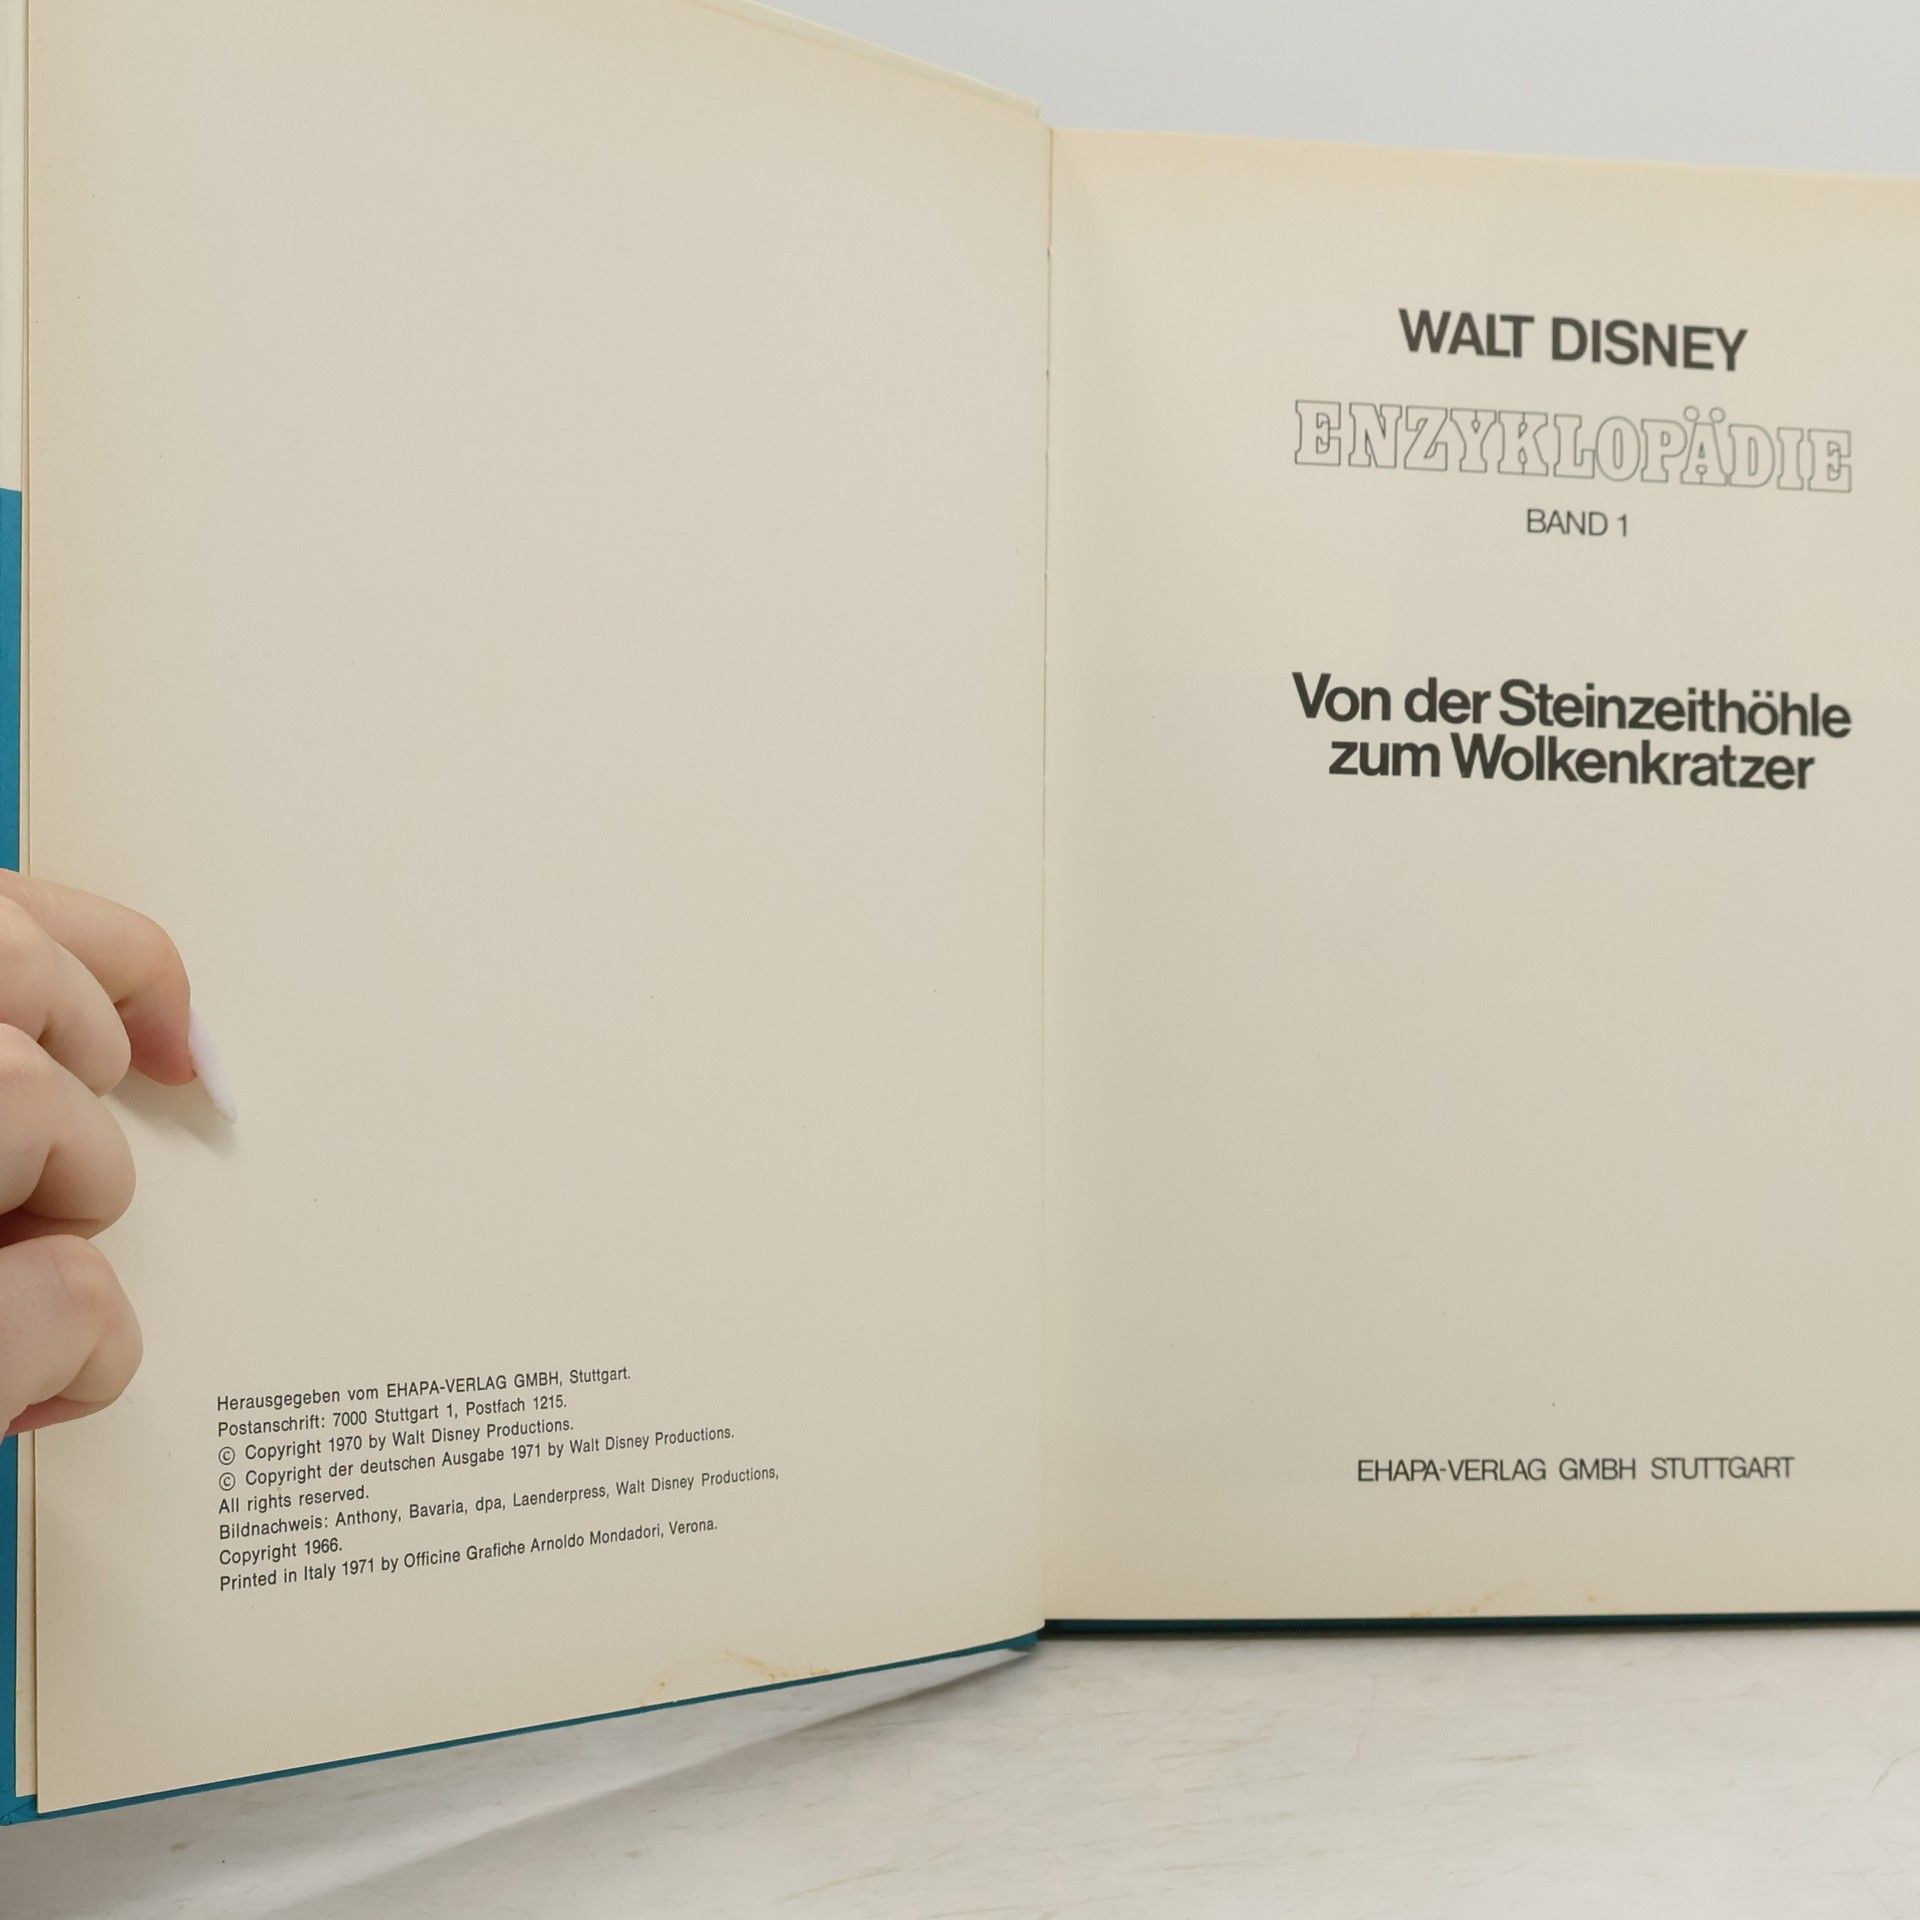 Herausgegeben vom EHAPA-VERLAG GMBH, Stuttgart.
Postanschrift: 7000 Stuttgart 1, Postfach 1215.
© Copyright 1970 by Walt Disney Productions.
© Copyright der deutschen Ausgabe 1971 by Walt Disney Productions.
All rights reserved.
Bildnachweis: Anthony, Bavaria, dpa, Laenderpress, Walt Disney Productions,
Copyright 1966.
Printed in Italy 1971 by Officine Grafiche Arnoldo Mondadori, Verona.
WALT DISNEY
ENZYKLOPÄDIE
BAND 1
Von der Steinzeithöhle
zum Wolkenkratzer
EHAPA-VERLAG GMBH STUTTGART